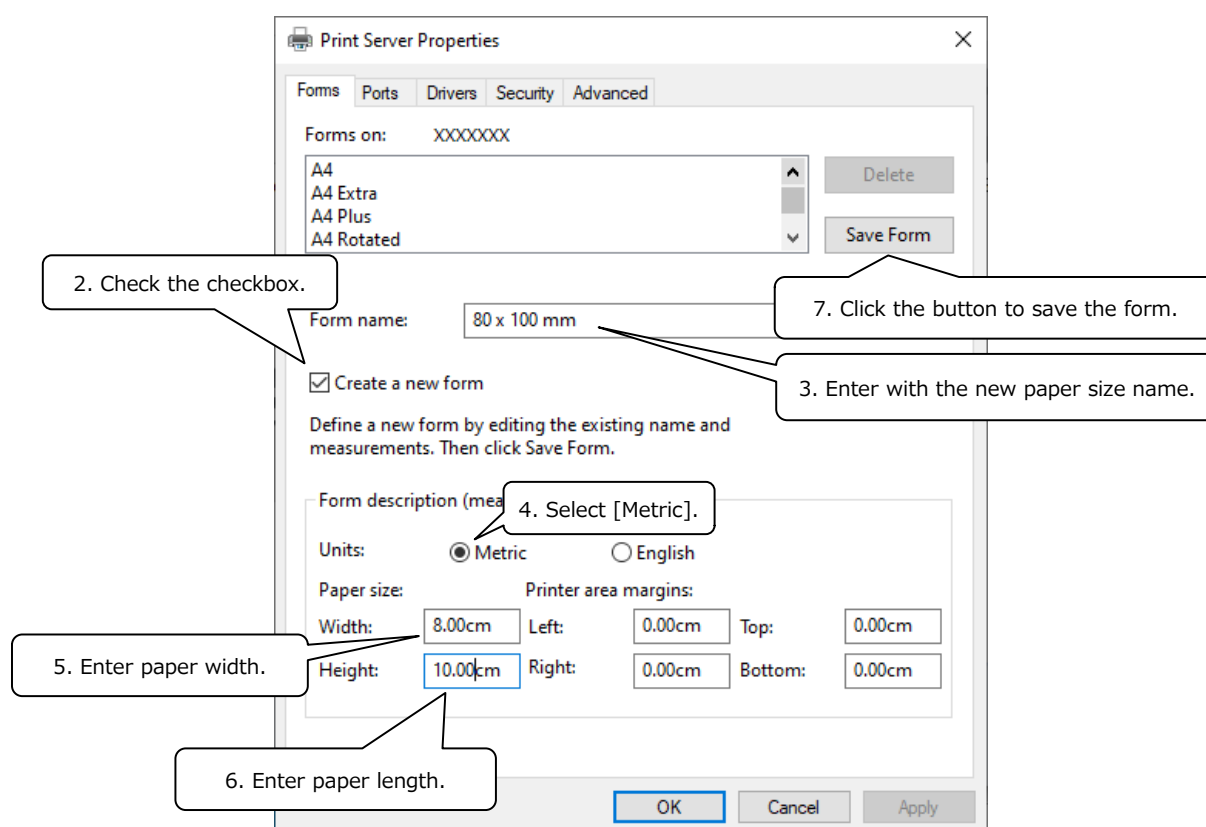 Print Server Properties
Forms Ports Drivers Security Advanced
Forms on: XXXXXXX
A4
A4 Extra
A4 Plus
A4 Rotated
Delete
Save Form
2. Check the checkbox.
7. Click the button to save the form.
Form name: 80 x 100 mm
3. Enter with the new paper size name.
Create a new form
Define a new form by editing the existing name and
measurements. Then click Save Form.
Form description (mea
4. Select [Metric].
Units: Metric English
Paper size: Printer area margins:
Width: 8.00cm Left: 0.00cm Top: 0.00cm
5. Enter paper width.
Height: 10.00cm Right: 0.00cm Bottom: 0.00cm
6. Enter paper length.
OK Cancel Apply